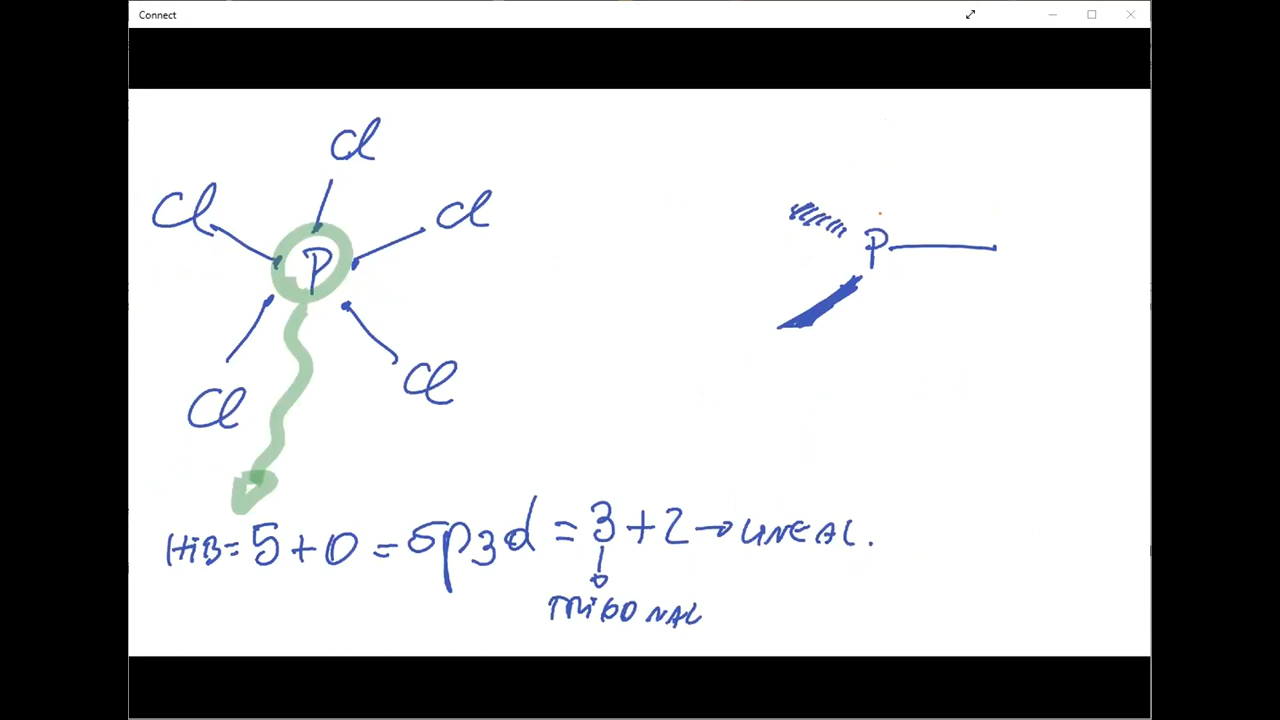 Connect
Cl
Cl
Cl
P
P
Cl
Cl
HiB = 5 + 0 = sp3d = 3 + 2 → LINEAL.
TRIGONAL